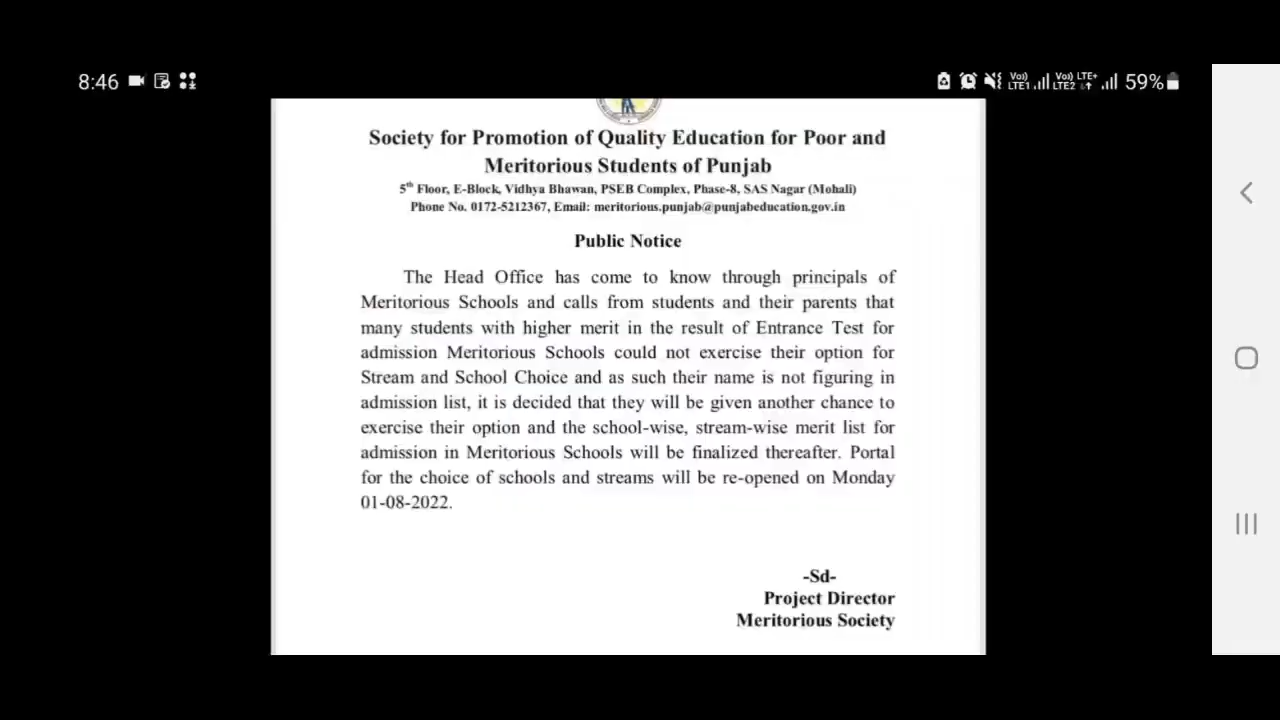 8:46
Vo) LTE1 Vo) LTE2 LTE+ 59%
Society for Promotion of Quality Education for Poor and
Meritorious Students of Punjab
5th Floor, E-Block, Vidhya Bhawan, PSEB Complex, Phase-8, SAS Nagar (Mohali)
Phone No. 0172-5212367, Email: meritorious.punjab@punjabeducation.gov.in
Public Notice
The Head Office has come to know through principals of
Meritorious Schools and calls from students and their parents that
many students with higher merit in the result of Entrance Test for
admission Meritorious Schools could not exercise their option for
Stream and School Choice and as such their name is not figuring in
admission list, it is decided that they will be given another chance to
exercise their option and the school-wise, stream-wise merit list for
admission in Meritorious Schools will be finalized thereafter. Portal
for the choice of schools and streams will be re-opened on Monday
01-08-2022.
-Sd-
Project Director
Meritorious Society